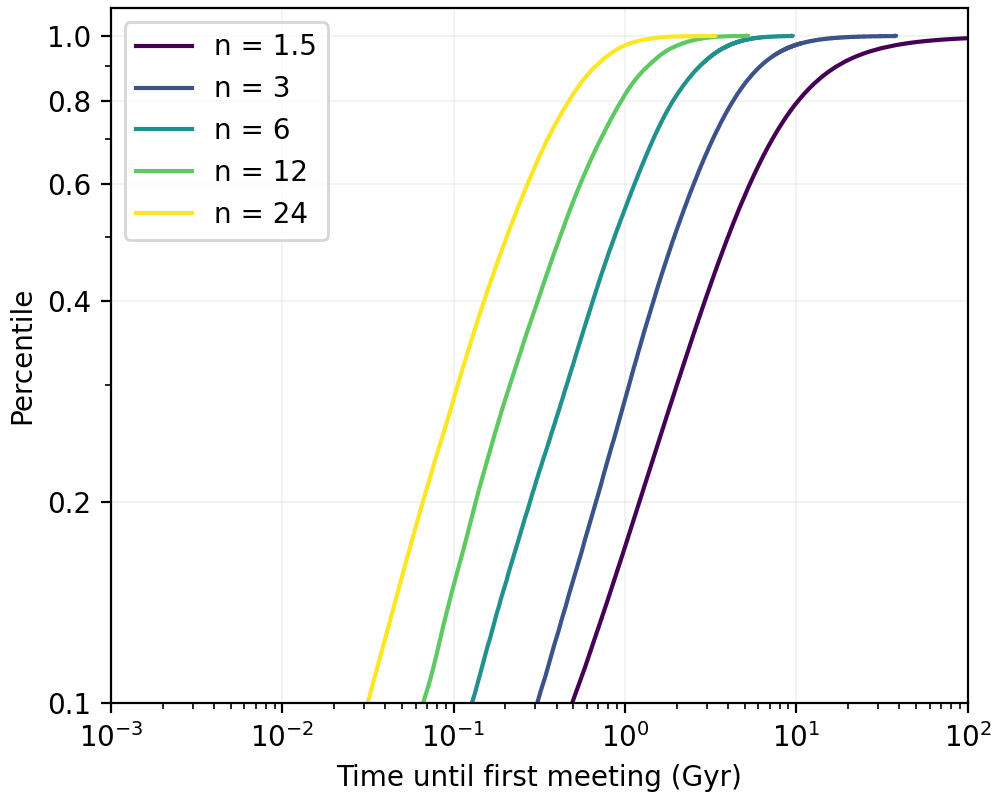 1.0
0.8
0.6
0.4
0.2
0.1
Percentile
n = 1.5
n = 3
n = 6
n = 12
n = 24
10⁻³
10⁻²
10⁻¹
10⁰
10¹
10²
Time until first meeting (Gyr)